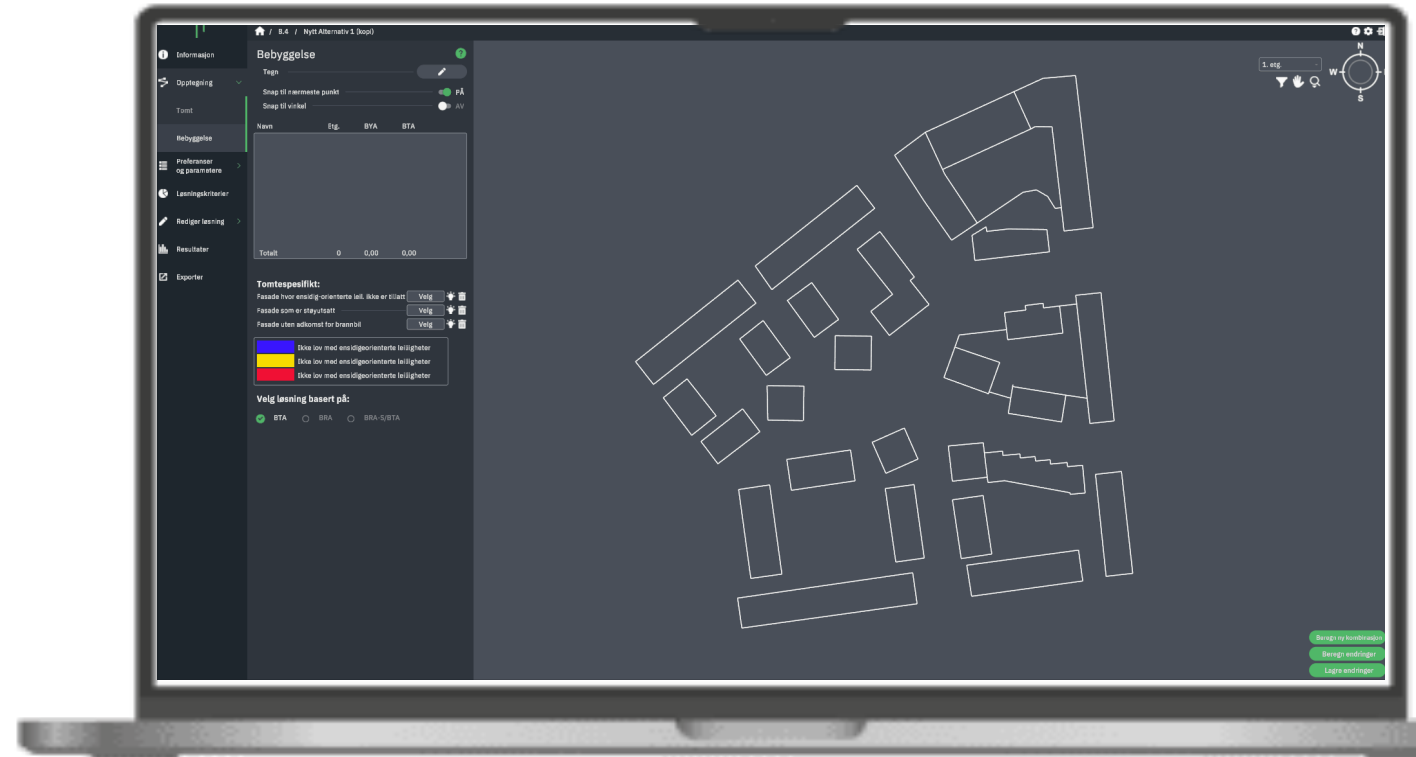 / B.4 / Nytt Alternativ 1 (kopi)
Informasjon
Opptegning
Tomt
Bebyggelse
Preferanser
og parametere
Løsningskriterier
Rediger løsning
Resultater
Exporter
Bebyggelse
Tegn
Snap til nærmeste punkt PÅ
Snap til vinkel AV
Navn Etg. BYA BTA
Totalt 0 0,00 0,00
Tomtespesifikt:
Fasade hvor ensidig-orienterte leil. ikke er tillatt Velg
Fasade som er støyutsatt Velg
Fasade uten adkomst for brannbil Velg
Ikke lov med ensidigeorienterte leiligheter
Ikke lov med ensidigeorienterte leiligheter
Ikke lov med ensidigeorienterte leiligheter
Velg løsning basert på:
BTA BRA BRA-S/BTA
1. etg.
N
W
S
Beregn ny kombinasjon
Beregn endringer
Lagre endringer